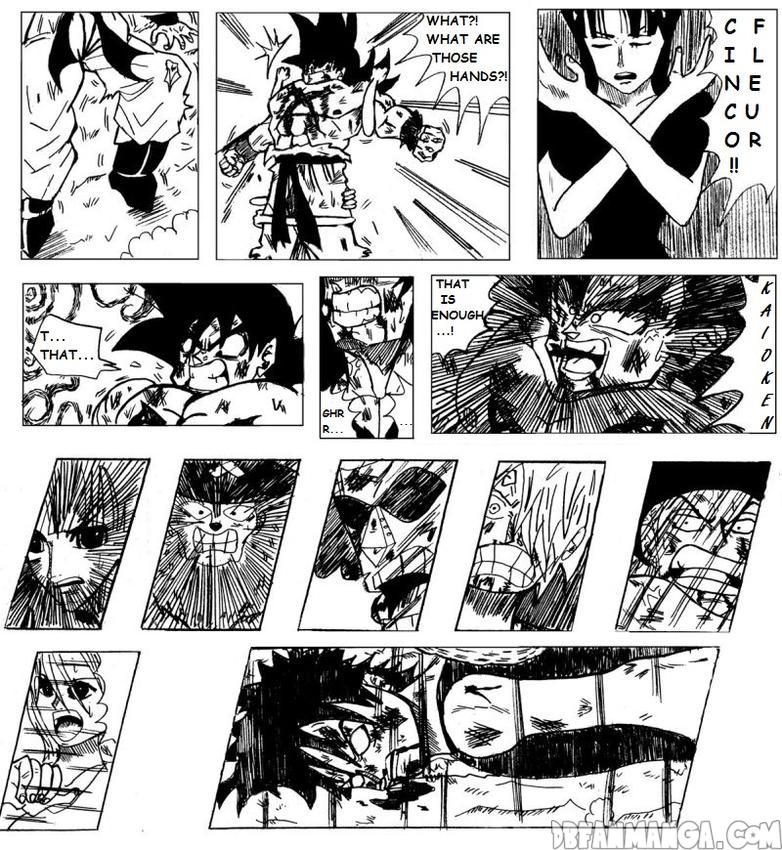 WHAT?!
WHAT ARE
THOSE
HANDS?!
CINCO!!
FLEUR
T...
THAT...
GHR
R...
...
THAT
IS
ENOUGH
...!
KAIOKEN
DBFANMANGA.COM